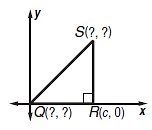 y
S(?, ?)
Q(?, ?) R(c, 0) x